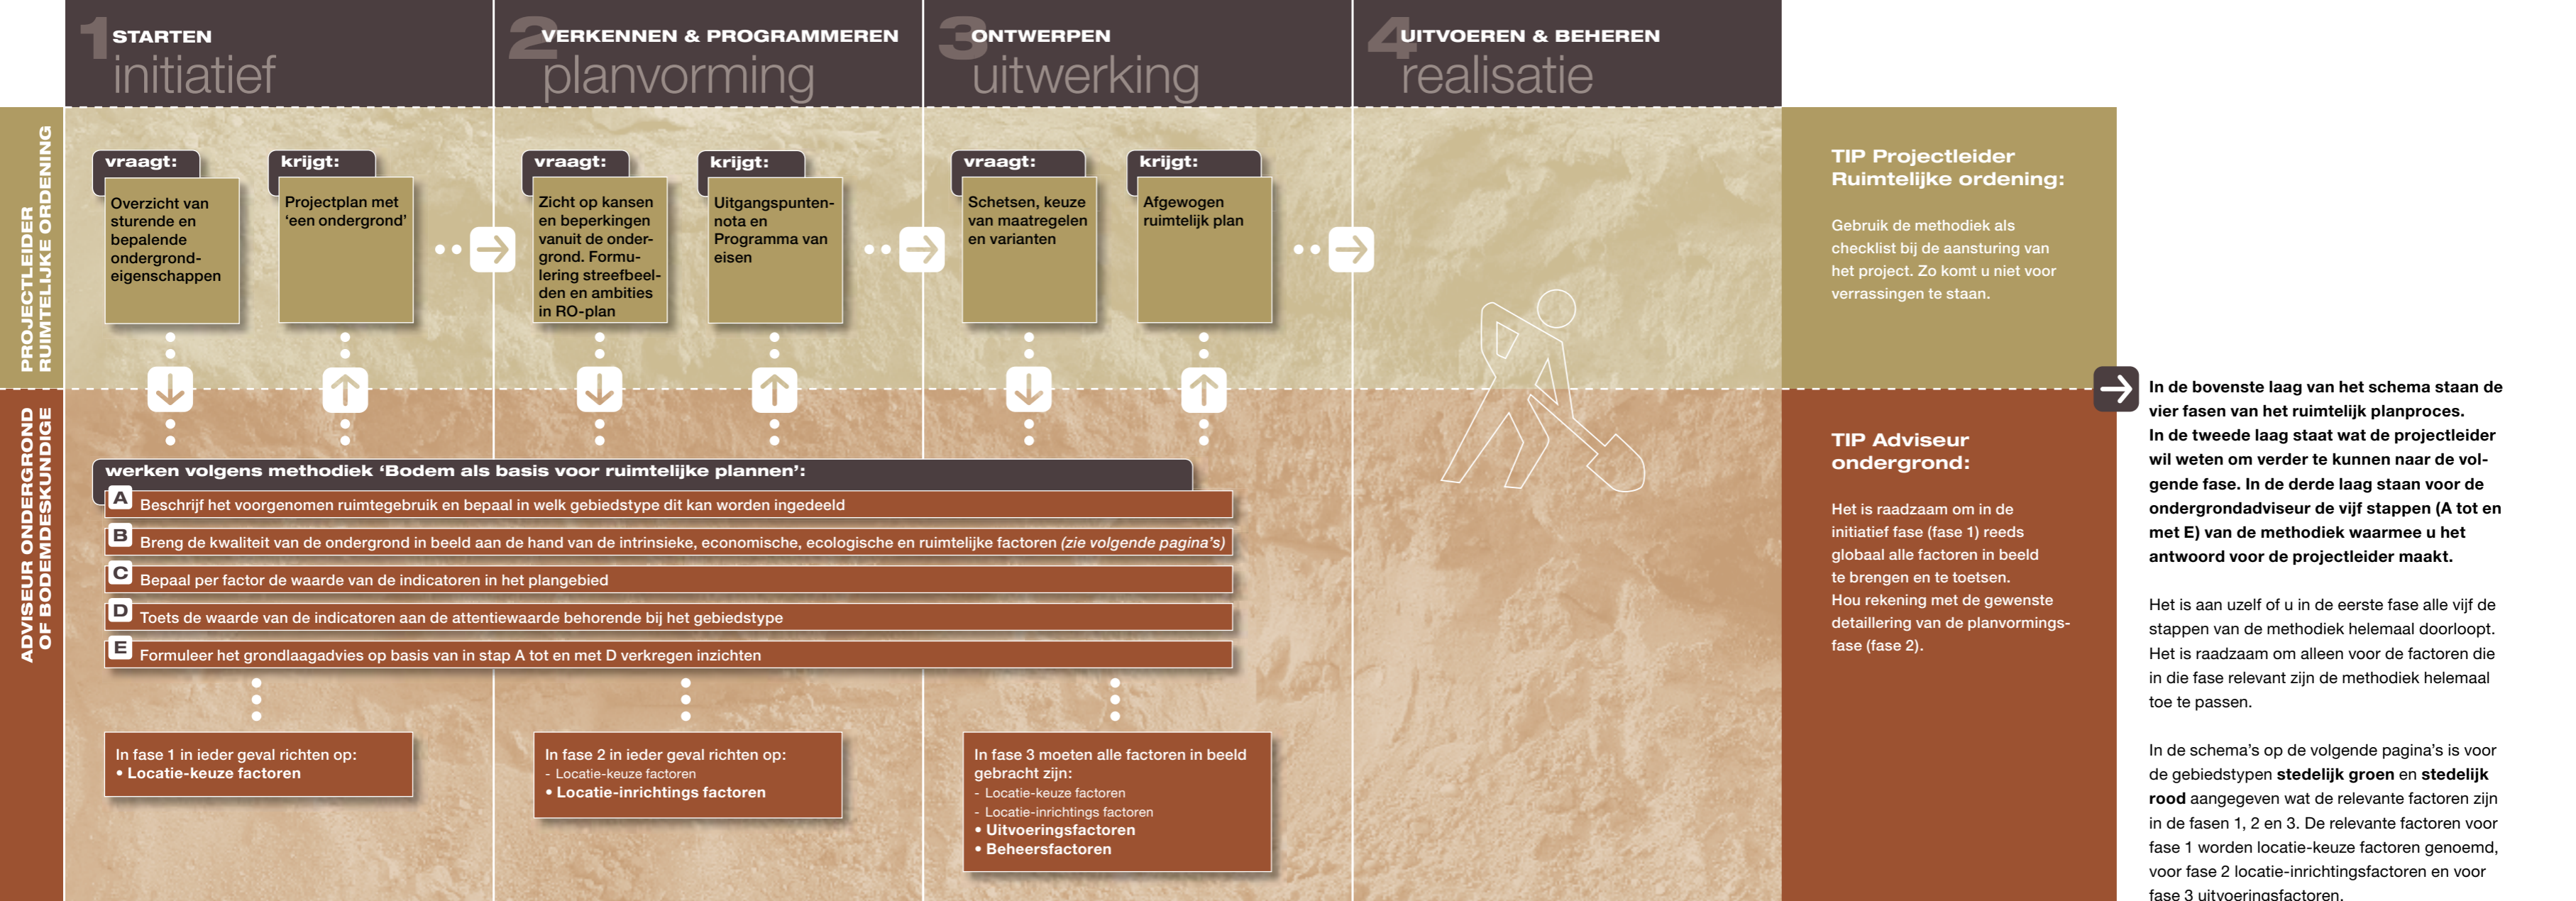 1 STARTEN
initiatief
2 VERKENNEN & PROGRAMMEREN
planvorming
3 ONTWERPEN
uitwerking
4 UITVOEREN & BEHEREN
realisatie
PROJECTLEIDER
RUIMTELIJKE ORDENING
vraagt:
Overzicht van
sturende en
bepalende
ondergrond-
eigenschappen
krijgt:
Projectplan met
‘een ondergrond’
vraagt:
Zicht op kansen
en beperkingen
vanuit de onder-
grond. Formu-
lering streefbeel-
den en ambities
in RO-plan
krijgt:
Uitgangspunten-
nota en
Programma van
eisen
vraagt:
Schetsen, keuze
van maatregelen
en varianten
krijgt:
Afgewogen
ruimtelijk plan
TIP Projectleider
Ruimtelijke ordening:
Gebruik de methodiek als
checklist bij de aansturing van
het project. Zo komt u niet voor
verrassingen te staan.
ADVISEUR ONDERGROND
OF BODEMDESKUNDIGE
werken volgens methodiek ‘Bodem als basis voor ruimtelijke plannen’:
A Beschrijf het voorgenomen ruimtegebruik en bepaal in welk gebiedstype dit kan worden ingedeeld
B Breng de kwaliteit van de ondergrond in beeld aan de hand van de intrinsieke, economische, ecologische en ruimtelijke factoren (zie volgende pagina’s)
C Bepaal per factor de waarde van de indicatoren in het plangebied
D Toets de waarde van de indicatoren aan de attentiewaarde behorende bij het gebiedstype
E Formuleer het grondlaagadvies op basis van in stap A tot en met D verkregen inzichten
In fase 1 in ieder geval richten op:
• Locatie-keuze factoren
In fase 2 in ieder geval richten op:
- Locatie-keuze factoren
• Locatie-inrichtings factoren
In fase 3 moeten alle factoren in beeld
gebracht zijn:
- Locatie-keuze factoren
- Locatie-inrichtings factoren
• Uitvoeringsfactoren
• Beheersfactoren
TIP Adviseur
ondergrond:
Het is raadzaam om in de
initiatief fase (fase 1) reeds
globaal alle factoren in beeld
te brengen en te toetsen.
Hou rekening met de gewenste
detaillering van de planvormings-
fase (fase 2).
In de bovenste laag van het schema staan de
vier fasen van het ruimtelijk planproces.
In de tweede laag staat wat de projectleider
wil weten om verder te kunnen naar de vol-
gende fase. In de derde laag staan voor de
ondergrondadviseur de vijf stappen (A tot en
met E) van de methodiek waarmee u het
antwoord voor de projectleider maakt.
Het is aan uzelf of u in de eerste fase alle vijf de
stappen van de methodiek helemaal doorloopt.
Het is raadzaam om alleen voor de factoren die
in die fase relevant zijn de methodiek helemaal
toe te passen.
In de schema’s op de volgende pagina’s is voor
de gebiedstypen stedelijk groen en stedelijk
rood aangegeven wat de relevante factoren zijn
in de fasen 1, 2 en 3. De relevante factoren voor
fase 1 worden locatie-keuze factoren genoemd,
voor fase 2 locatie-inrichtingsfactoren en voor
fase 3 uitvoeringsfactoren.